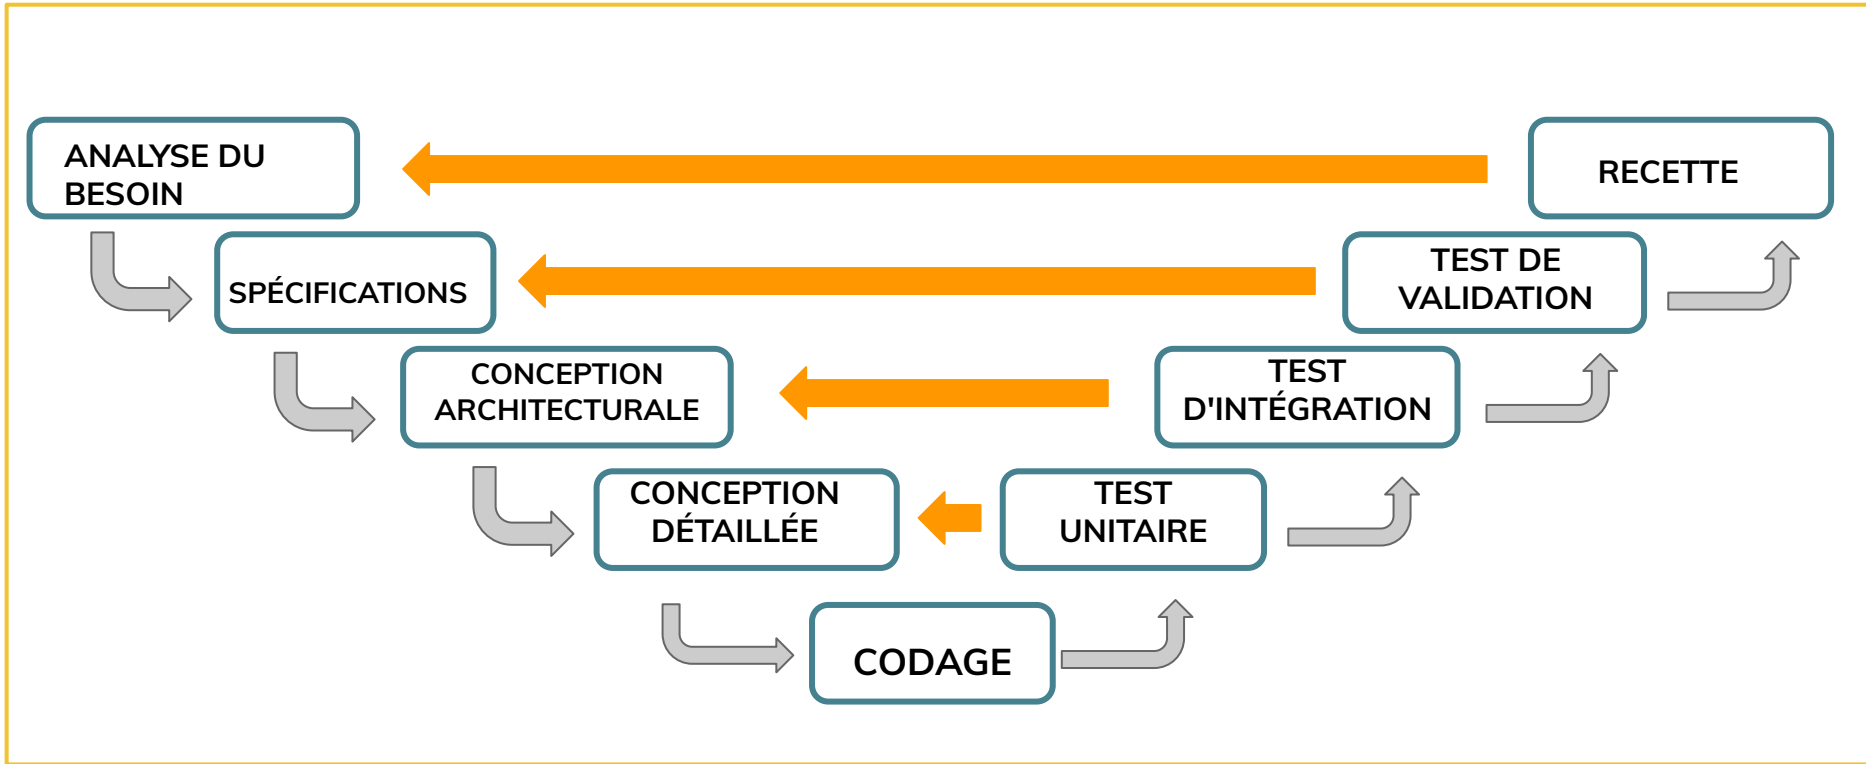 ANALYSE DU
BESOIN
RECETTE
SPÉCIFICATIONS
TEST DE
VALIDATION
CONCEPTION
ARCHITECTURALE
TEST
D'INTÉGRATION
CONCEPTION
DÉTAILLÉE
TEST
UNITAIRE
CODAGE